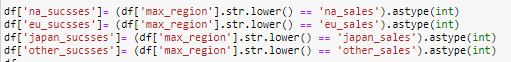 df['na_sucsses']= (df['max_region'].str.lower() == 'na_sales').astype(int)
df['eu_sucsses']= (df['max_region'].str.lower() == 'eu_sales').astype(int)
df['japan_sucsses']= (df['max_region'].str.lower() == 'japan_sales').astype(int)
df['other_sucsses']= (df['max_region'].str.lower() == 'other_sales').astype(int)